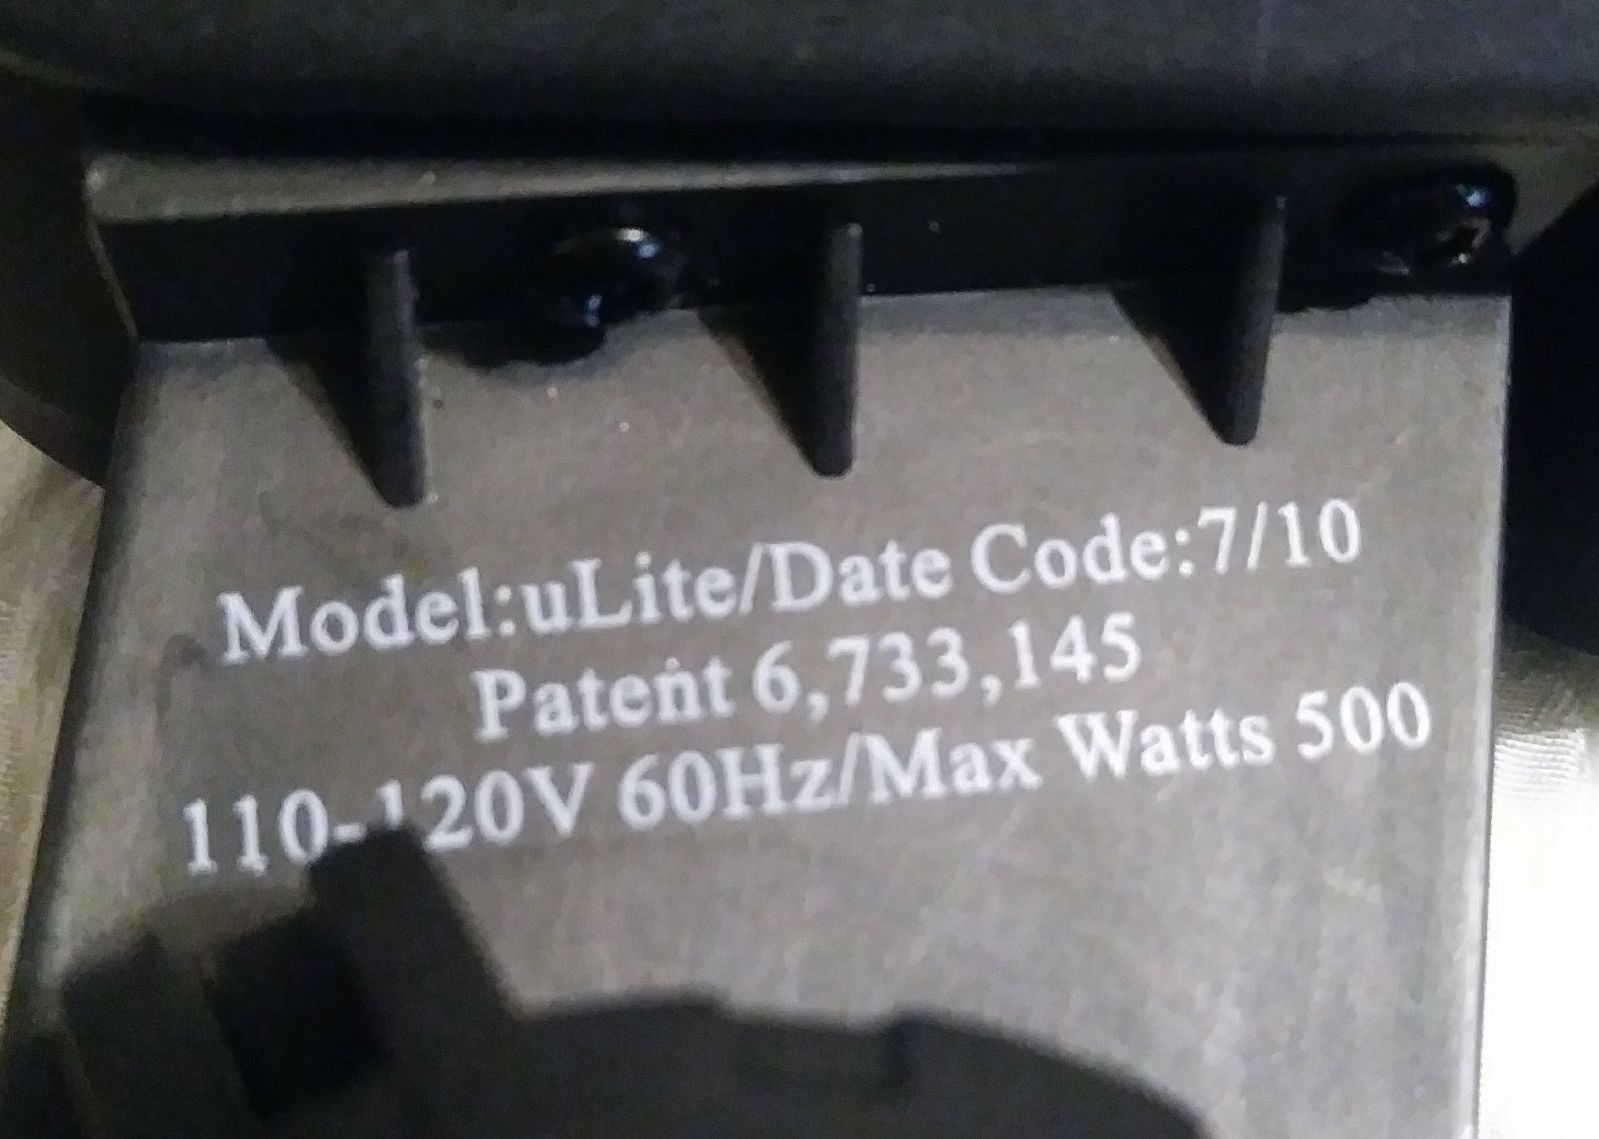 Model:uLite/Date Code:7/10
Patent 6,733,145
110-120V 60Hz/Max Watts 500